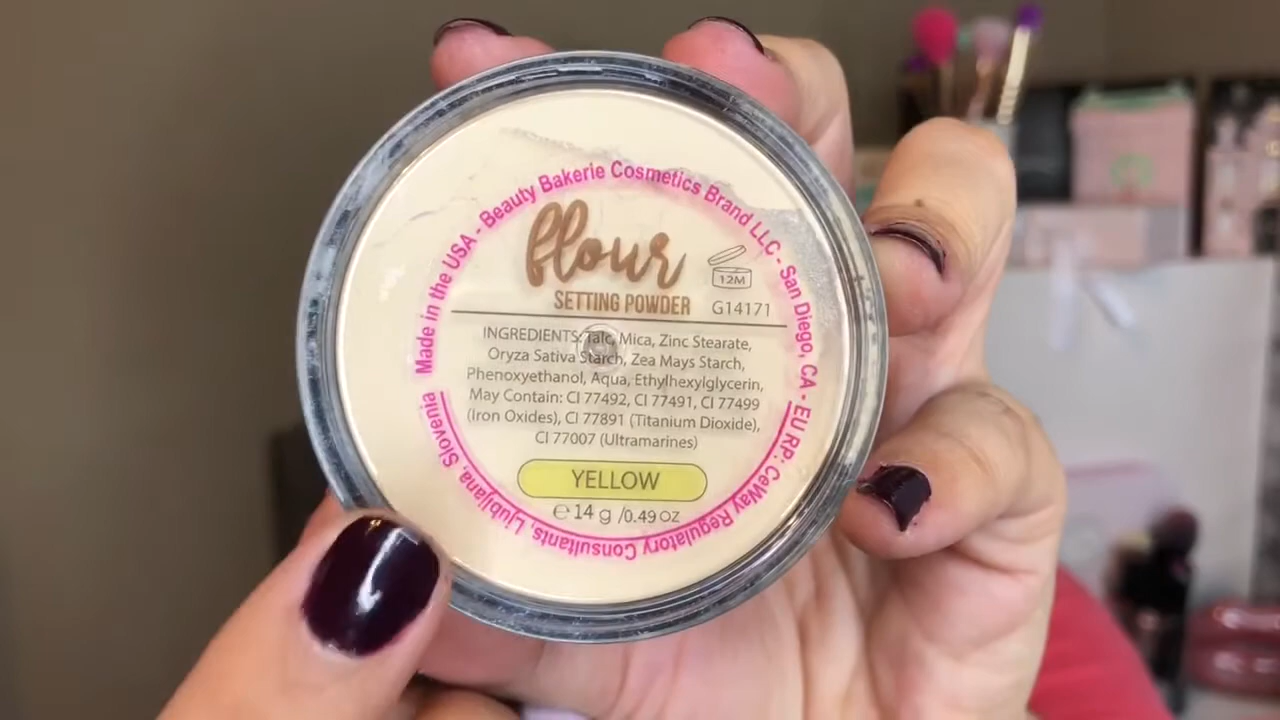 Made in the USA - Beauty Bakerie Cosmetics Brand LLC - San Diego, CA - EU RP: CeWay Regulatory Consultants, Ljubljana, Slovenia
flour
12M
SETTING POWDER
G14171
INGREDIENTS: Talc, Mica, Zinc Stearate,
Oryza Sativa Starch, Zea Mays Starch,
Phenoxyethanol, Aqua, Ethylhexylglycerin,
May Contain: CI 77492, CI 77491, CI 77499
(Iron Oxides), CI 77891 (Titanium Dioxide),
CI 77007 (Ultramarines)
YELLOW
℮ 14 g /0.49 OZ